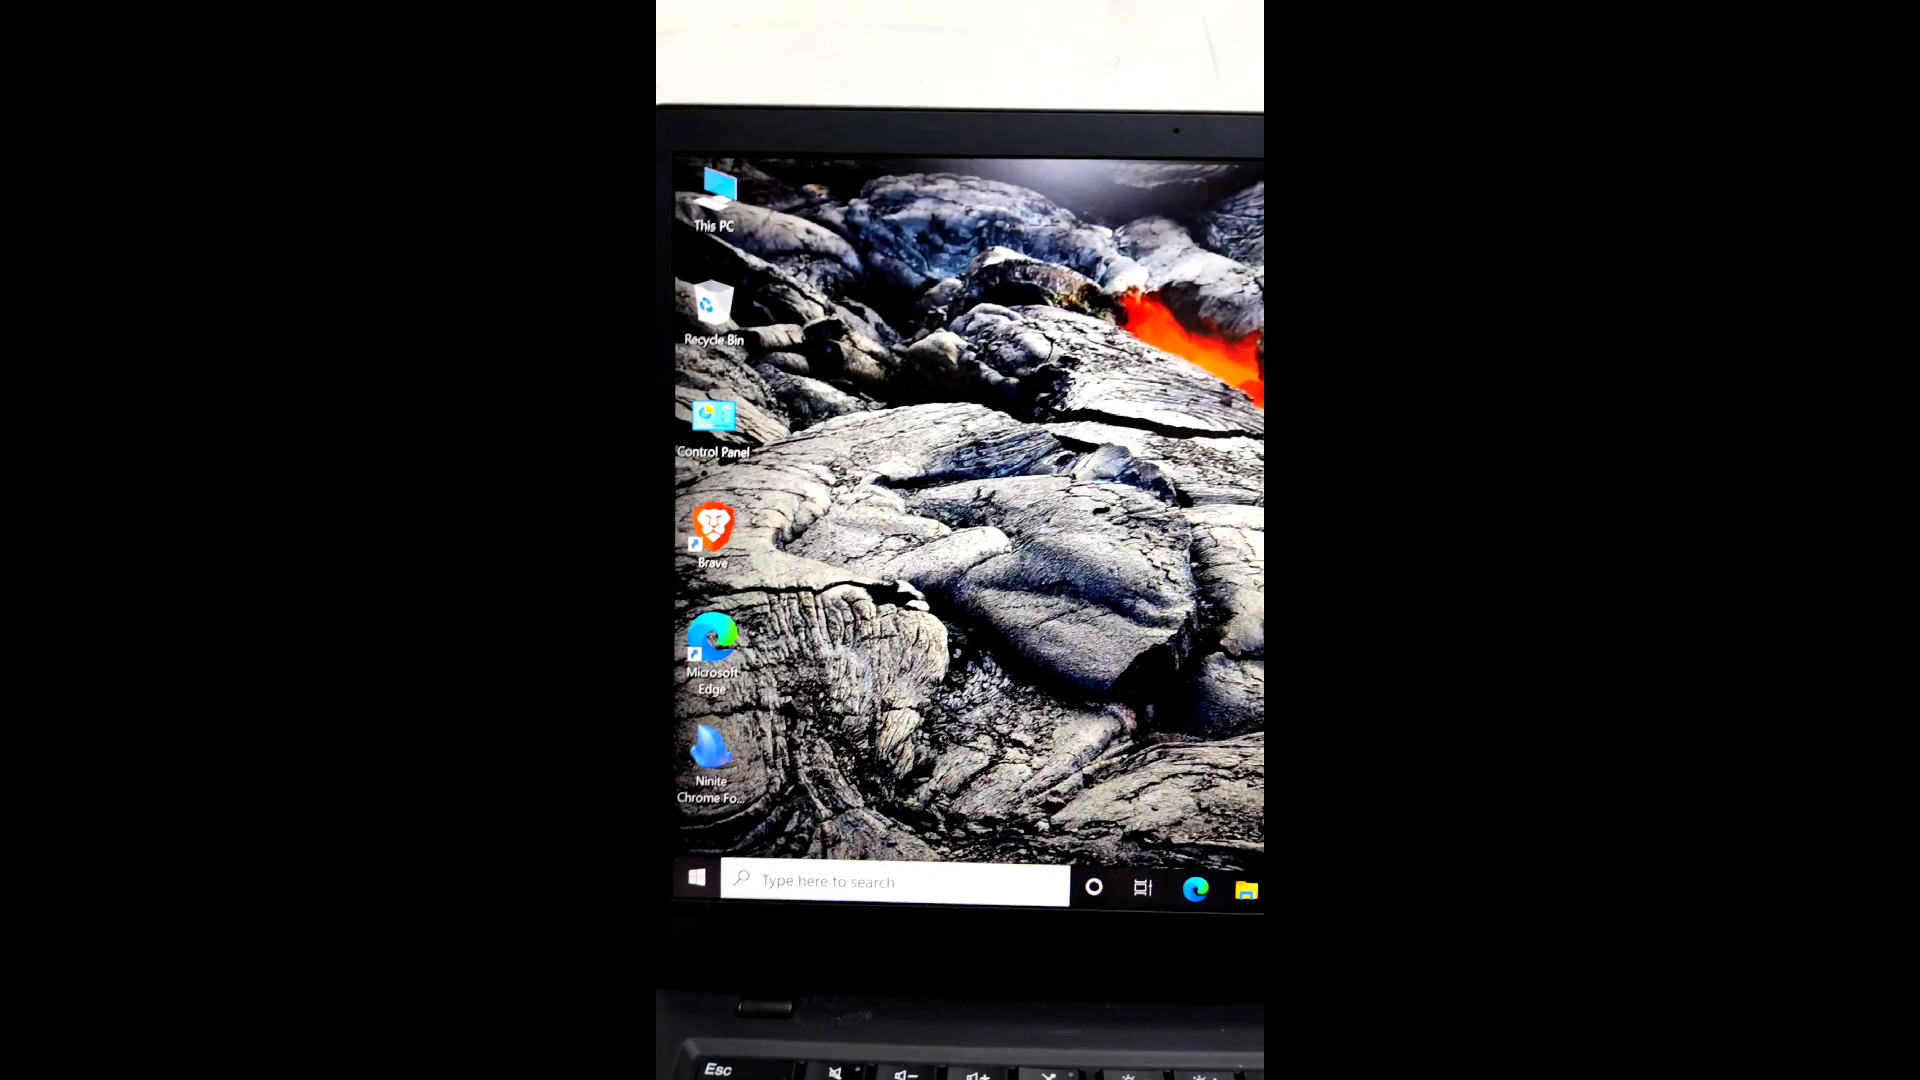 This PC
Recycle Bin
Control Panel
Brave
Microsoft
Edge
Ninite
Chrome Fo...
Type here to search
Esc